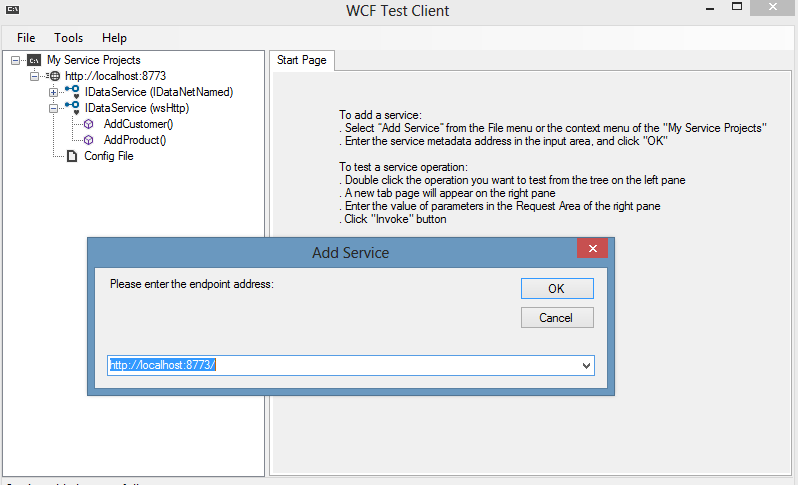 C:\
WCF Test Client
File Tools Help
My Service Projects
http://localhost:8773
IDataService (IDataNetNamed)
IDataService (wsHttp)
AddCustomer()
AddProduct()
Config File
Start Page
To add a service:
. Select "Add Service" from the File menu or the context menu of the "My Service Projects"
. Enter the service metadata address in the input area, and click "OK"
To test a service operation:
. Double click the operation you want to test from the tree on the left pane
. A new tab page will appear on the right pane
. Enter the value of parameters in the Request Area of the right pane
. Click "Invoke" button
Add Service
Please enter the endpoint address:
OK
Cancel
http://localhost:8773/